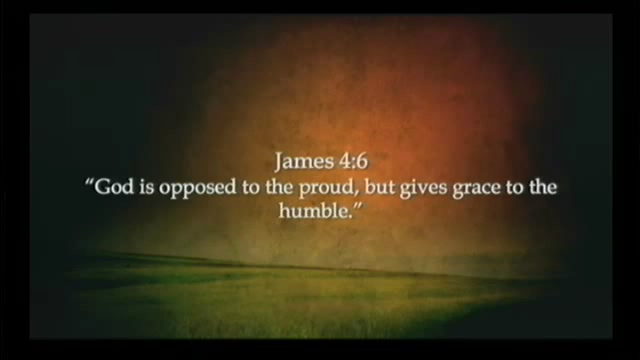 James 4:6
“God is opposed to the proud, but gives grace to the
humble.”